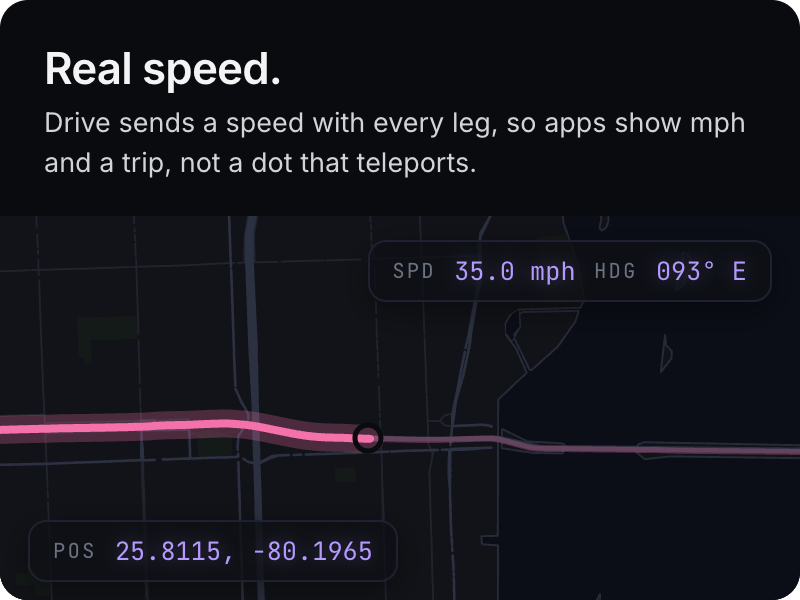 Real speed.
Drive sends a speed with every leg, so apps show mph
and a trip, not a dot that teleports.
SPD 35.0 mph HDG 093° E
POS 25.8115, -80.1965